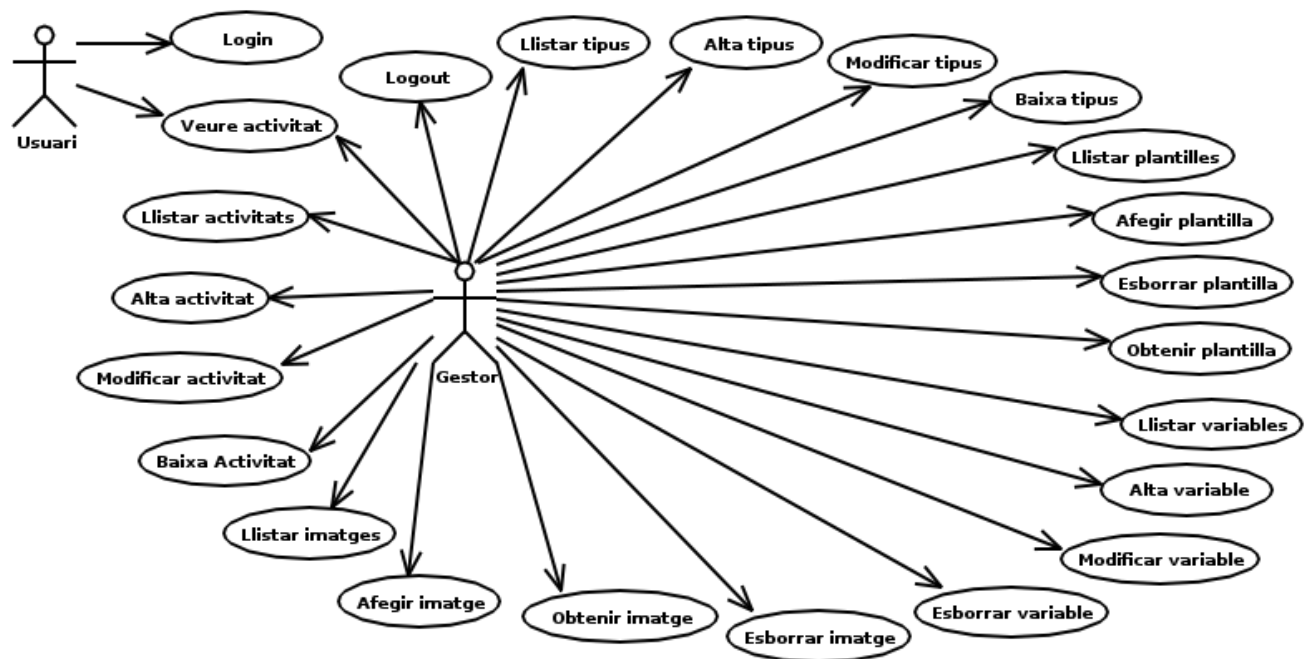 Login
Usuari
Veure activitat
Logout
Llistar tipus
Alta tipus
Modificar tipus
Baixa tipus
Llistar plantilles
Afegir plantilla
Esborrar plantilla
Obtenir plantilla
Llistar variables
Alta variable
Modificar variable
Esborrar variable
Esborrar imatge
Obtenir imatge
Afegir imatge
Llistar imatges
Baixa Activitat
Modificar activitat
Alta activitat
Llistar activitats
Gestor